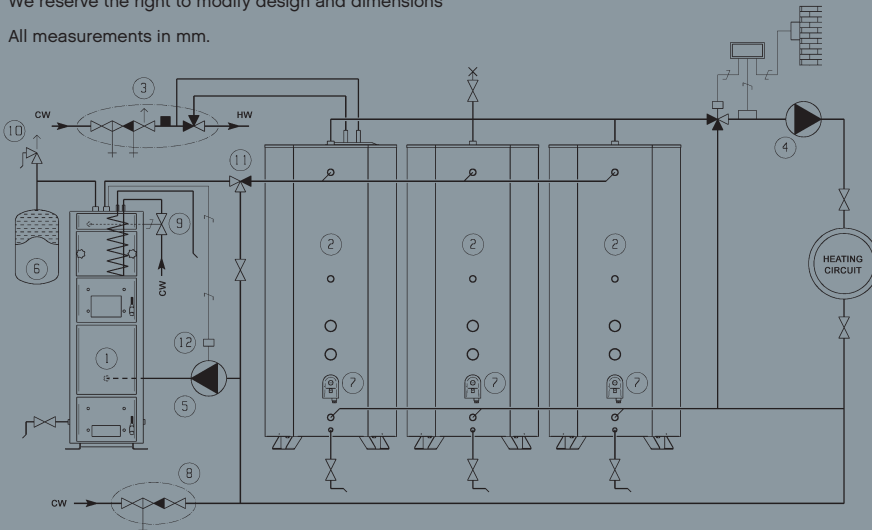 We reserve the right to modify design and dimensions
All measurements in mm.
3
CW
HW
10
11
4
9
2
2
2
6
CW
HEATING
CIRCUIT
12
1
7
7
7
5
8
CW